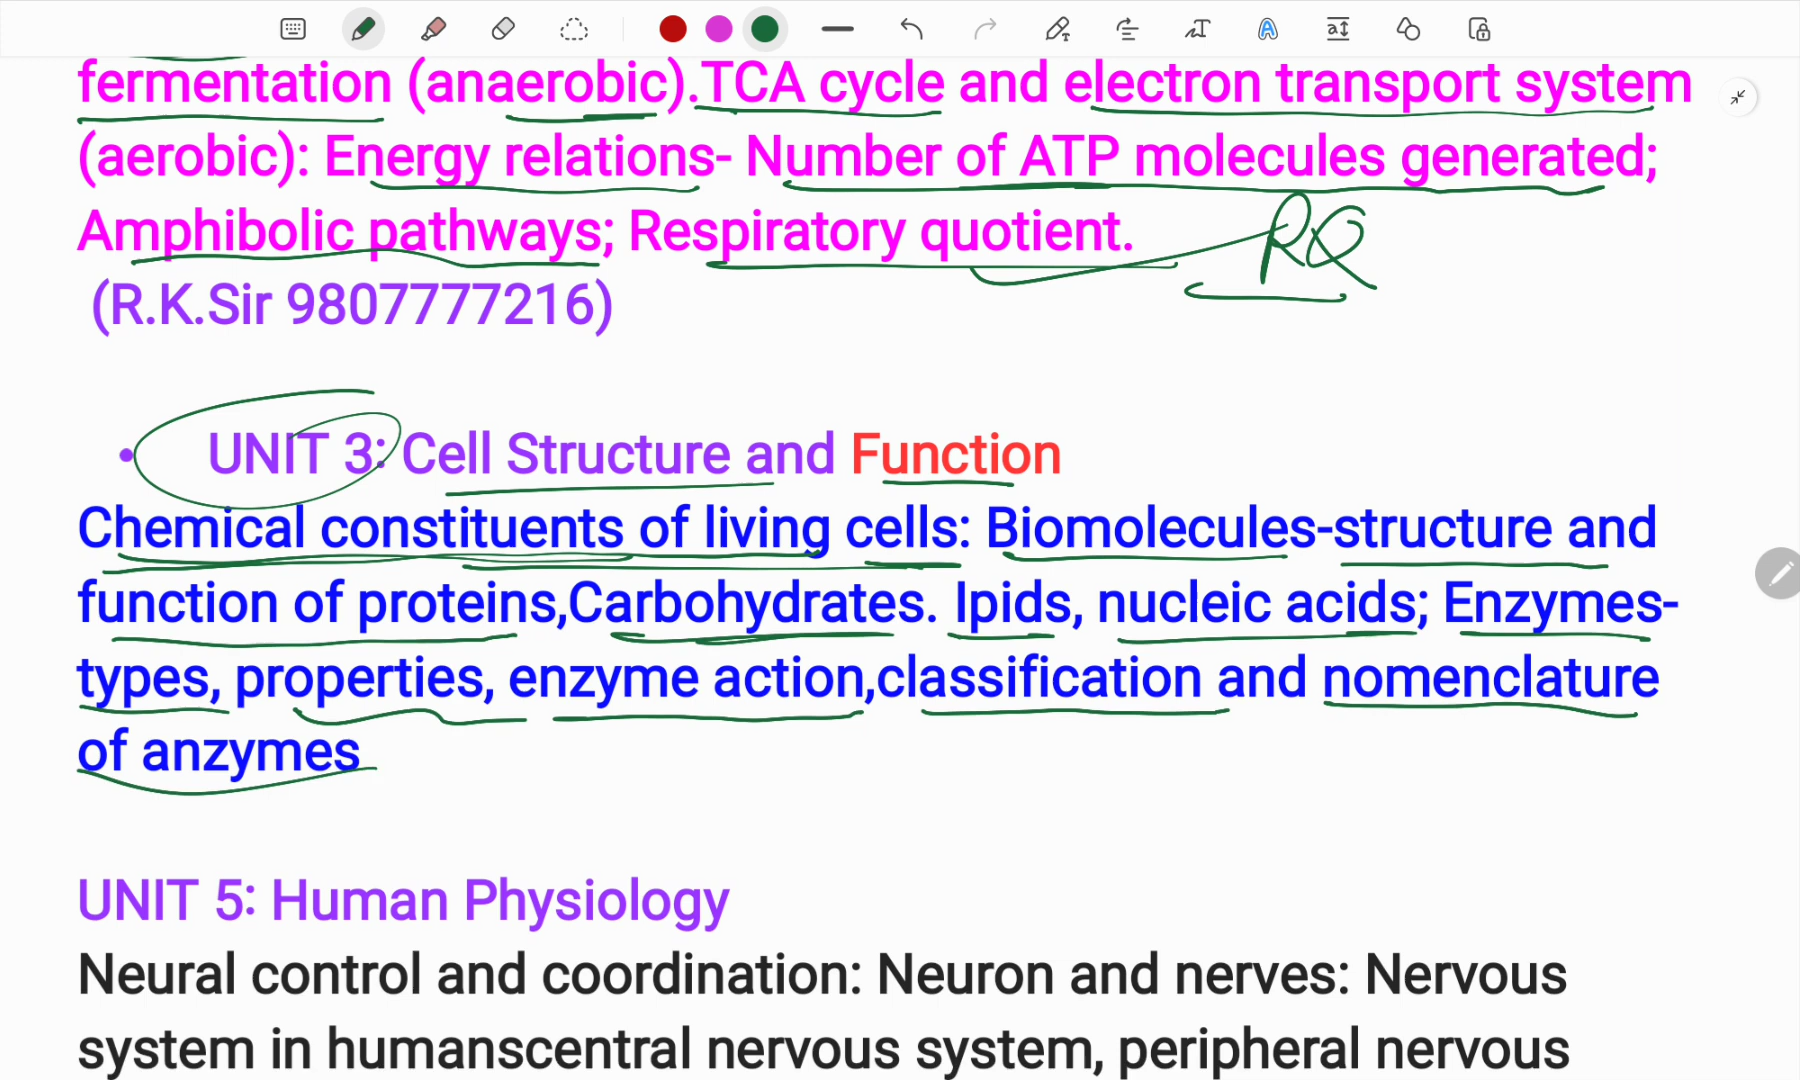 fermentation (anaerobic).TCA cycle and electron transport system
(aerobic): Energy relations- Number of ATP molecules generated;
Amphibolic pathways; Respiratory quotient.
RQ
(R.K.Sir 9807777216)
• UNIT 3: Cell Structure and Function
Chemical constituents of living cells: Biomolecules-structure and
function of proteins,Carbohydrates. Ipids, nucleic acids; Enzymes-
types, properties, enzyme action,classification and nomenclature
of anzymes
UNIT 5: Human Physiology
Neural control and coordination: Neuron and nerves: Nervous
system in humanscentral nervous system, peripheral nervous